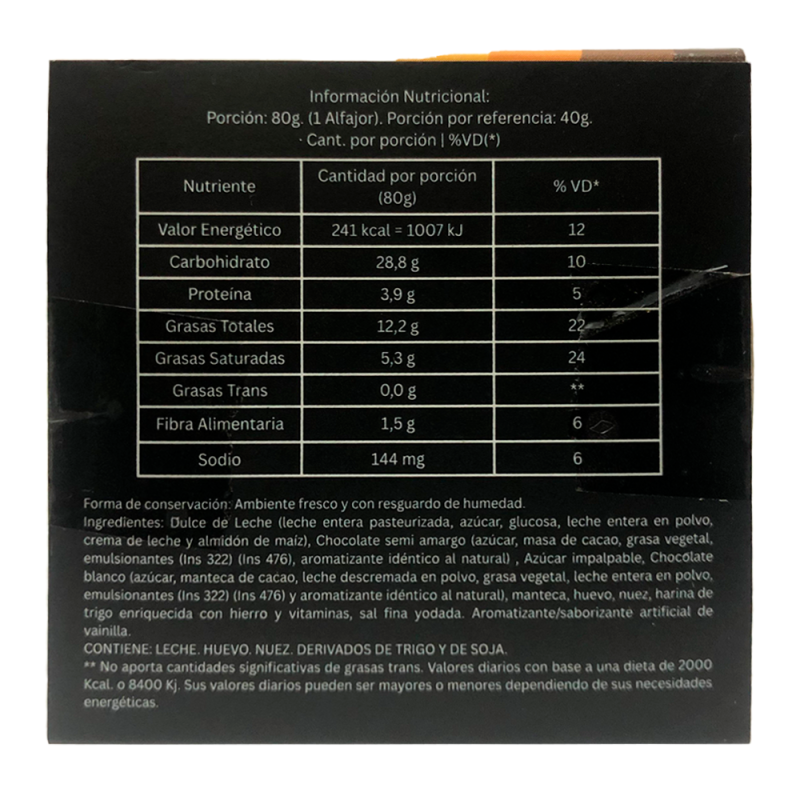 Información Nutricional:
Porción: 80g. (1 Alfajor). Porción por referencia: 40g.
· Cant. por porción | %VD(*)
Nutriente Cantidad por porción (80g) % VD*
Valor Energético 241 kcal = 1007 kJ 12
Carbohidrato 28,8 g 10
Proteína 3,9 g 5
Grasas Totales 12,2 g 22
Grasas Saturadas 5,3 g 24
Grasas Trans 0,0 g **
Fibra Alimentaria 1,5 g 6
Sodio 144 mg 6
Forma de conservación: Ambiente fresco y con resguardo de humedad.
Ingredientes: Dulce de Leche (leche entera pasteurizada, azúcar, glucosa, leche entera en polvo,
crema de leche y almidón de maíz), Chocolate semi amargo (azúcar, masa de cacao, grasa vegetal,
emulsionantes (Ins 322) (Ins 476), aromatizante idéntico al natural) , Azúcar impalpable, Chocolate
blanco (azúcar, manteca de cacao, leche descremada en polvo, grasa vegetal, leche entera en polvo,
emulsionantes (Ins 322) (Ins 476) y aromatizante idéntico al natural), manteca, huevo, nuez, harina de
trigo enriquecida con hierro y vitaminas, sal fina yodada. Aromatizante/saborizante artificial de
vainilla.
CONTIENE: LECHE. HUEVO. NUEZ. DERIVADOS DE TRIGO Y DE SOJA.
** No aporta cantidades significativas de grasas trans. Valores diarios con base a una dieta de 2000
Kcal. o 8400 Kj. Sus valores diarios pueden ser mayores o menores dependiendo de sus necesidades
energéticas.